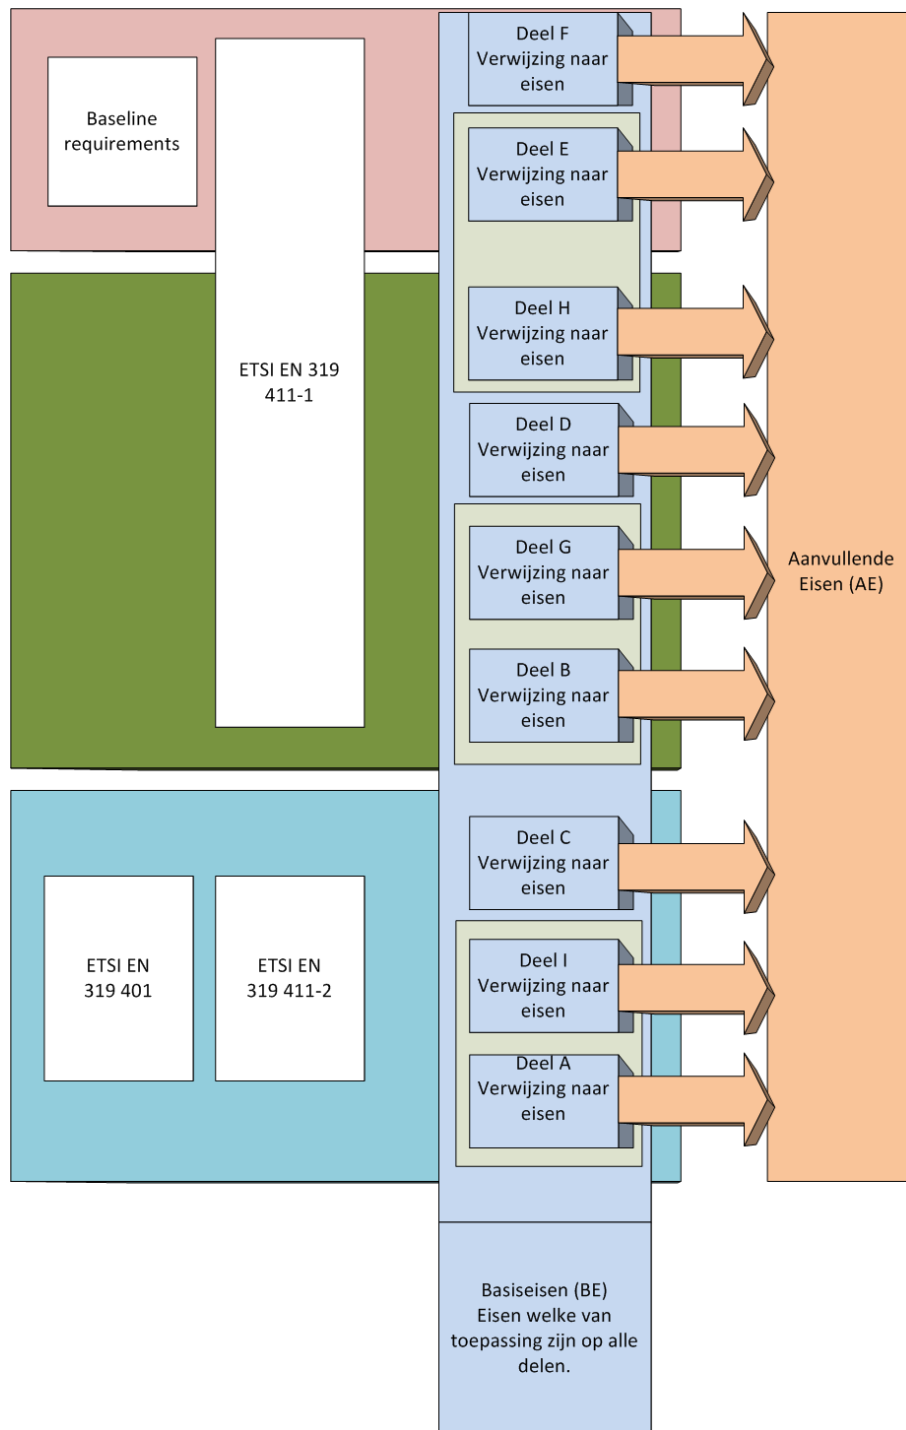 Baseline
requirements
ETSI EN 319
411-1
ETSI EN
319 401
ETSI EN
319 411-2
Deel F
Verwijzing naar
eisen
Deel E
Verwijzing naar
eisen
Deel H
Verwijzing naar
eisen
Deel D
Verwijzing naar
eisen
Deel G
Verwijzing naar
eisen
Deel B
Verwijzing naar
eisen
Deel C
Verwijzing naar
eisen
Deel I
Verwijzing naar
eisen
Deel A
Verwijzing naar
eisen
Basiseisen (BE)
Eisen welke van
toepassing zijn op alle
delen.
Aanvullende
Eisen (AE)